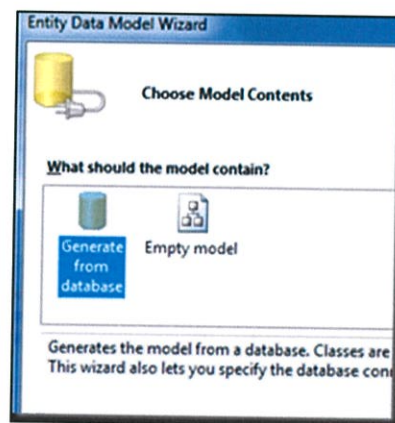 Entity Data Model Wizard
Choose Model Contents
What should the model contain?
Generate from database
Empty model
Generates the model from a database. Classes are
This wizard also lets you specify the database con